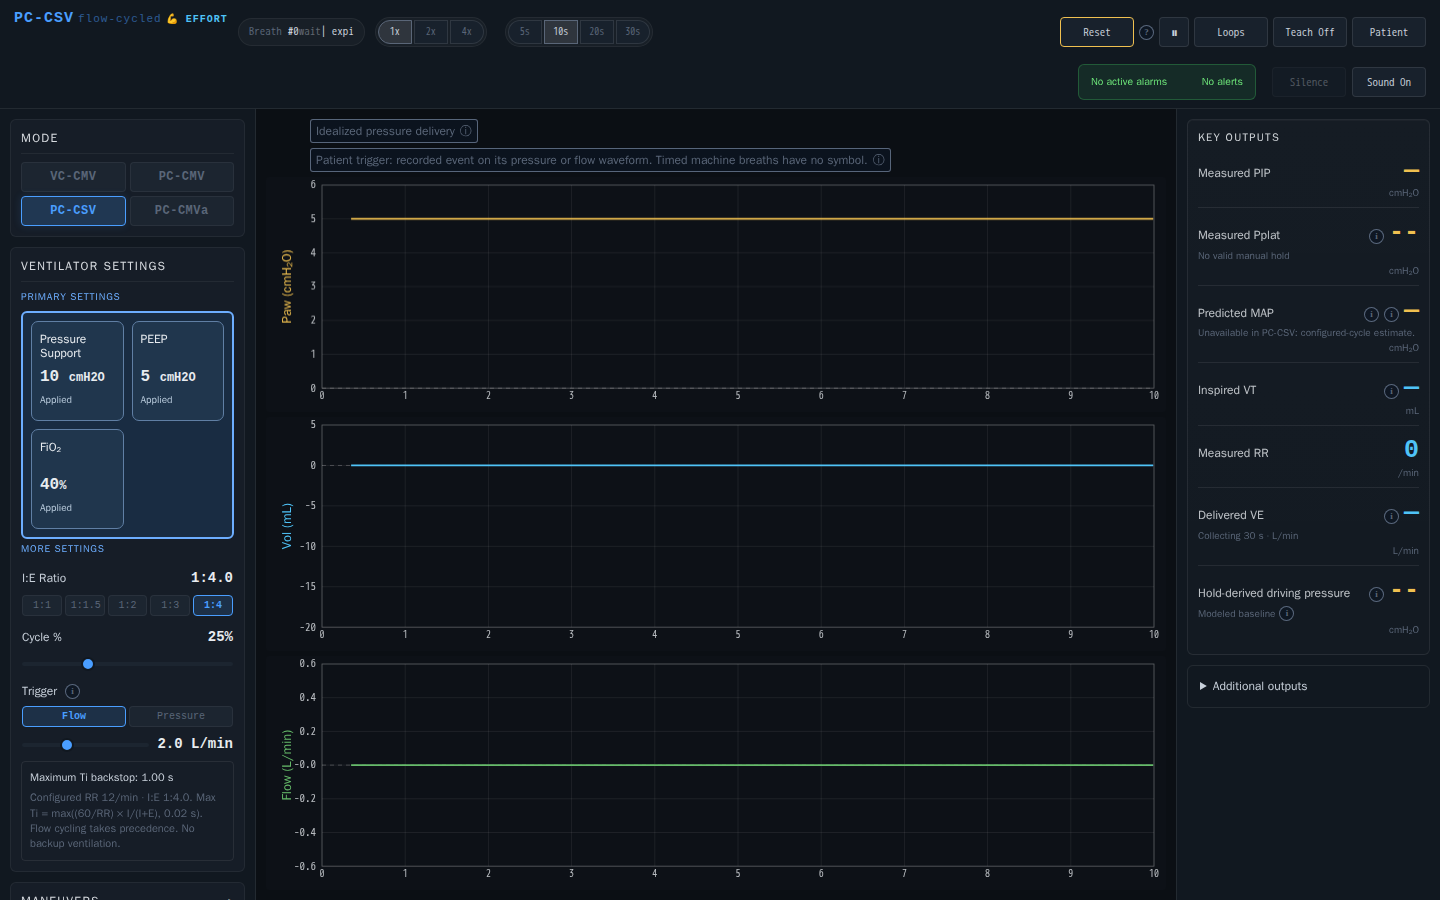 PC-CSV flow-cycled 💪 EFFORT
Breath #0wait| expi
1x 2x 4x
5s 10s 20s 30s
Reset ? ⏸ Loops Teach Off Patient
No active alarms No alerts Silence Sound On
MODE
VC-CMV PC-CMV
PC-CSV PC-CMVa
VENTILATOR SETTINGS
PRIMARY SETTINGS
Pressure Support
10 cmH2O
Applied
PEEP
5 cmH2O
Applied
FiO₂
40%
Applied
MORE SETTINGS
I:E Ratio 1:4.0
1:1 1:1.5 1:2 1:3 1:4
Cycle % 25%
Trigger i
Flow Pressure
2.0 L/min
Maximum Ti backstop: 1.00 s
Configured RR 12/min · I:E 1:4.0. Max
Ti = max((60/RR) × I/(I+E), 0.02 s).
Flow cycling takes precedence. No
backup ventilation.
Idealized pressure delivery ⓘ
Patient trigger: recorded event on its pressure or flow waveform. Timed machine breaths have no symbol. ⓘ
Paw (cmH₂O)
6
5
4
3
2
1
0
0 1 2 3 4 5 6 7 8 9 10
Vol (mL)
5
0
-5
-10
-15
-20
0 1 2 3 4 5 6 7 8 9 10
Flow (L/min)
0.6
0.4
0.2
-0.0
-0.2
-0.4
-0.6
0 1 2 3 4 5 6 7 8 9 10
KEY OUTPUTS
Measured PIP —
cmH₂O
Measured Pplat i --
No valid manual hold
cmH₂O
Predicted MAP i i —
Unavailable in PC-CSV: configured-cycle estimate.
cmH₂O
Inspired VT i —
mL
Measured RR 0
/min
Delivered VE i —
Collecting 30 s · L/min
L/min
Hold-derived driving pressure i --
Modeled baseline i
cmH₂O
▶ Additional outputs